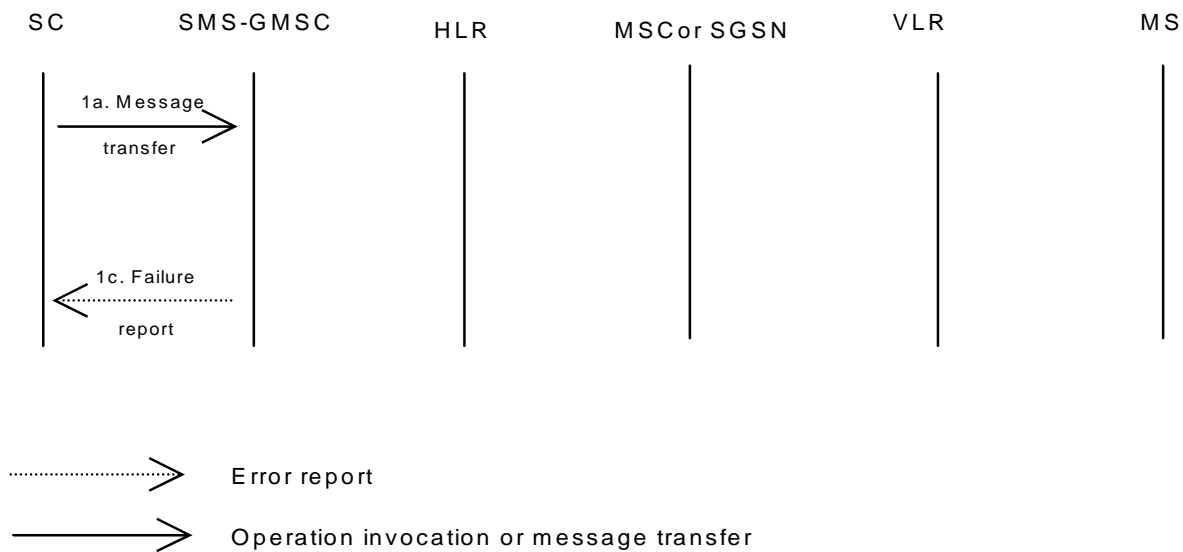 SC SMS-GMSC HLR MSCor SGSN VLR MS
1a. Message
transfer
1c. Failure
report
Error report
Operation invocation or message transfer